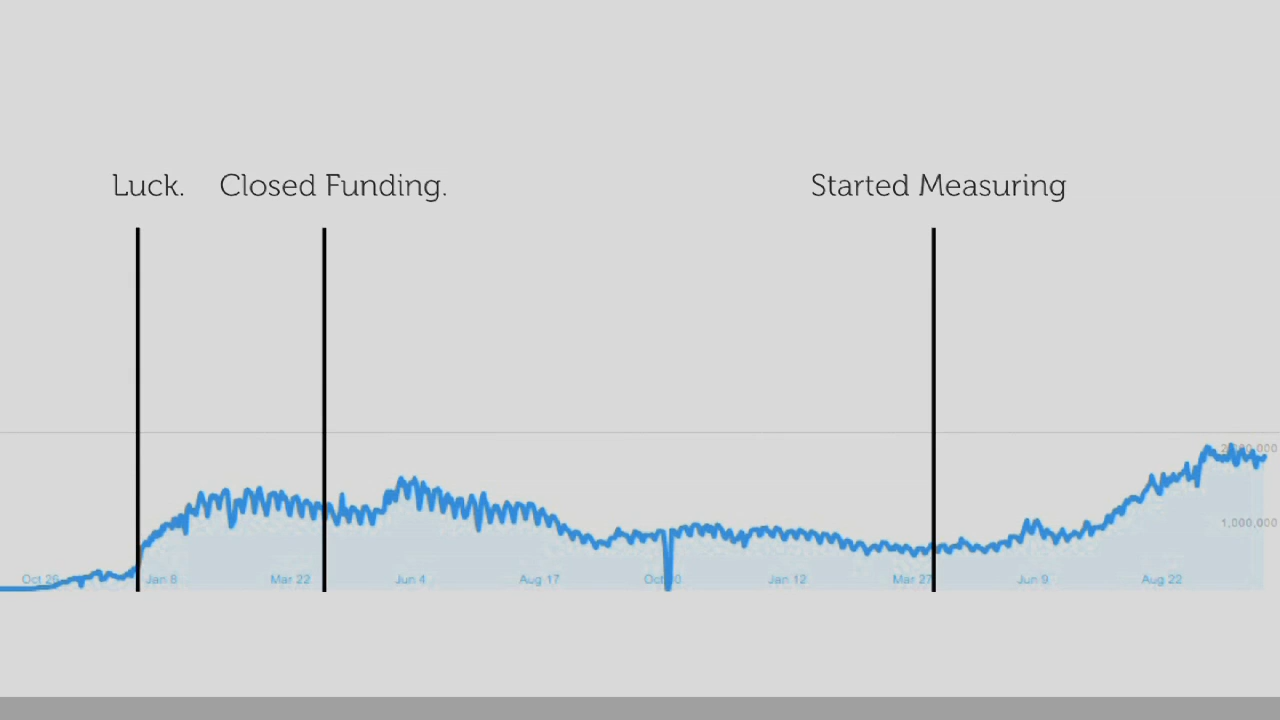 Luck. Closed Funding. Started Measuring
1,000,000
Oct 26 Jan 8 Mar 22 Jun 4 Aug 17 Jan 12 Mar 27 Jun 9 Aug 22